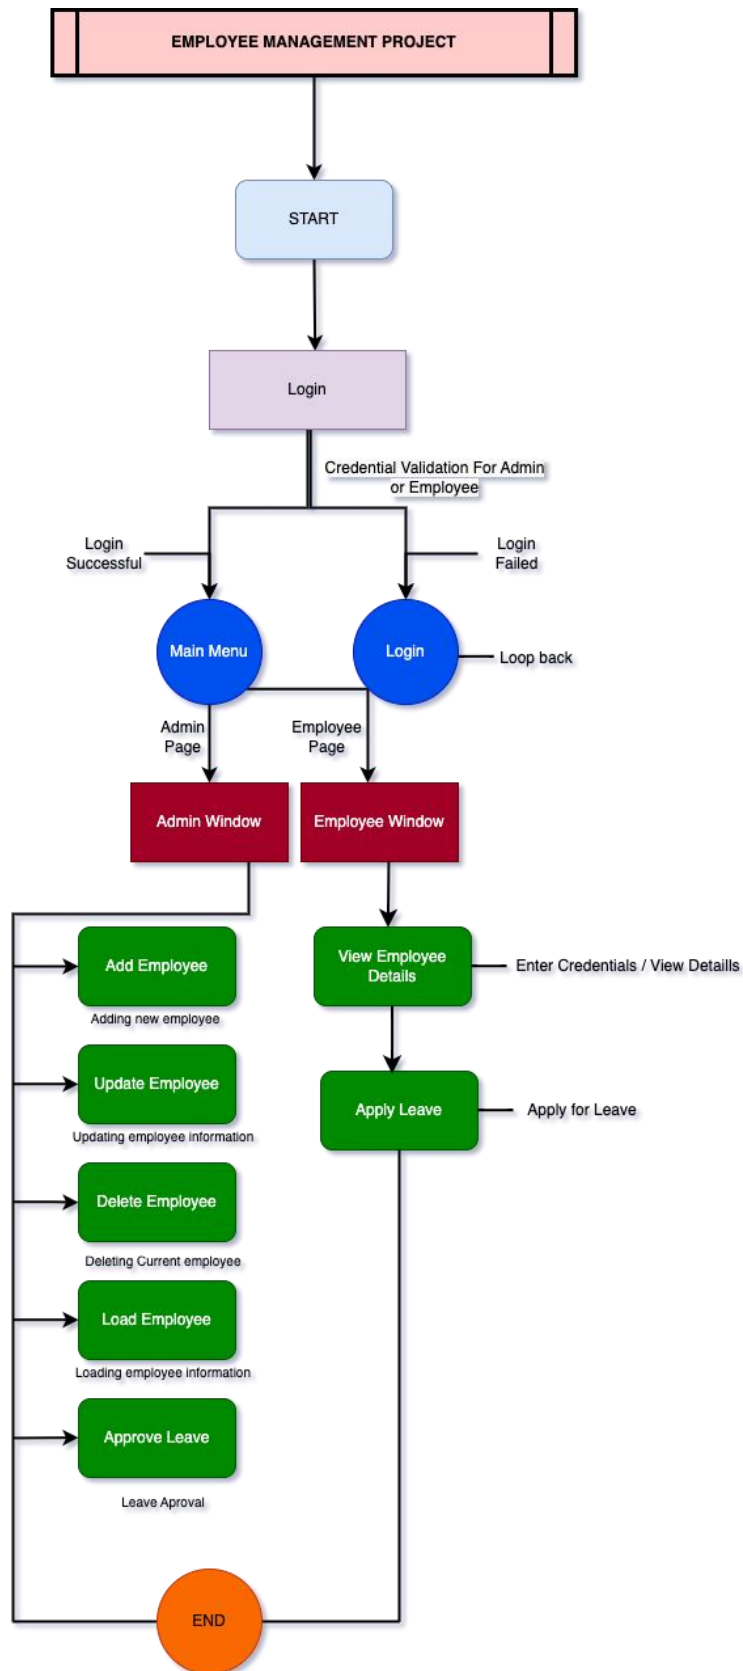 EMPLOYEE MANAGEMENT PROJECT
START
Login
Credential Validation For Admin
or Employee
Login
Successful
Login
Failed
Main Menu
Login
Loop back
Admin
Page
Employee
Page
Admin Window
Employee Window
Add Employee
Adding new employee
View Employee
Details
Enter Credentials / View Detaills
Update Employee
Updating employee information
Apply Leave
Apply for Leave
Delete Employee
Deleting Current employee
Load Employee
Loading employee information
Approve Leave
Leave Aproval
END